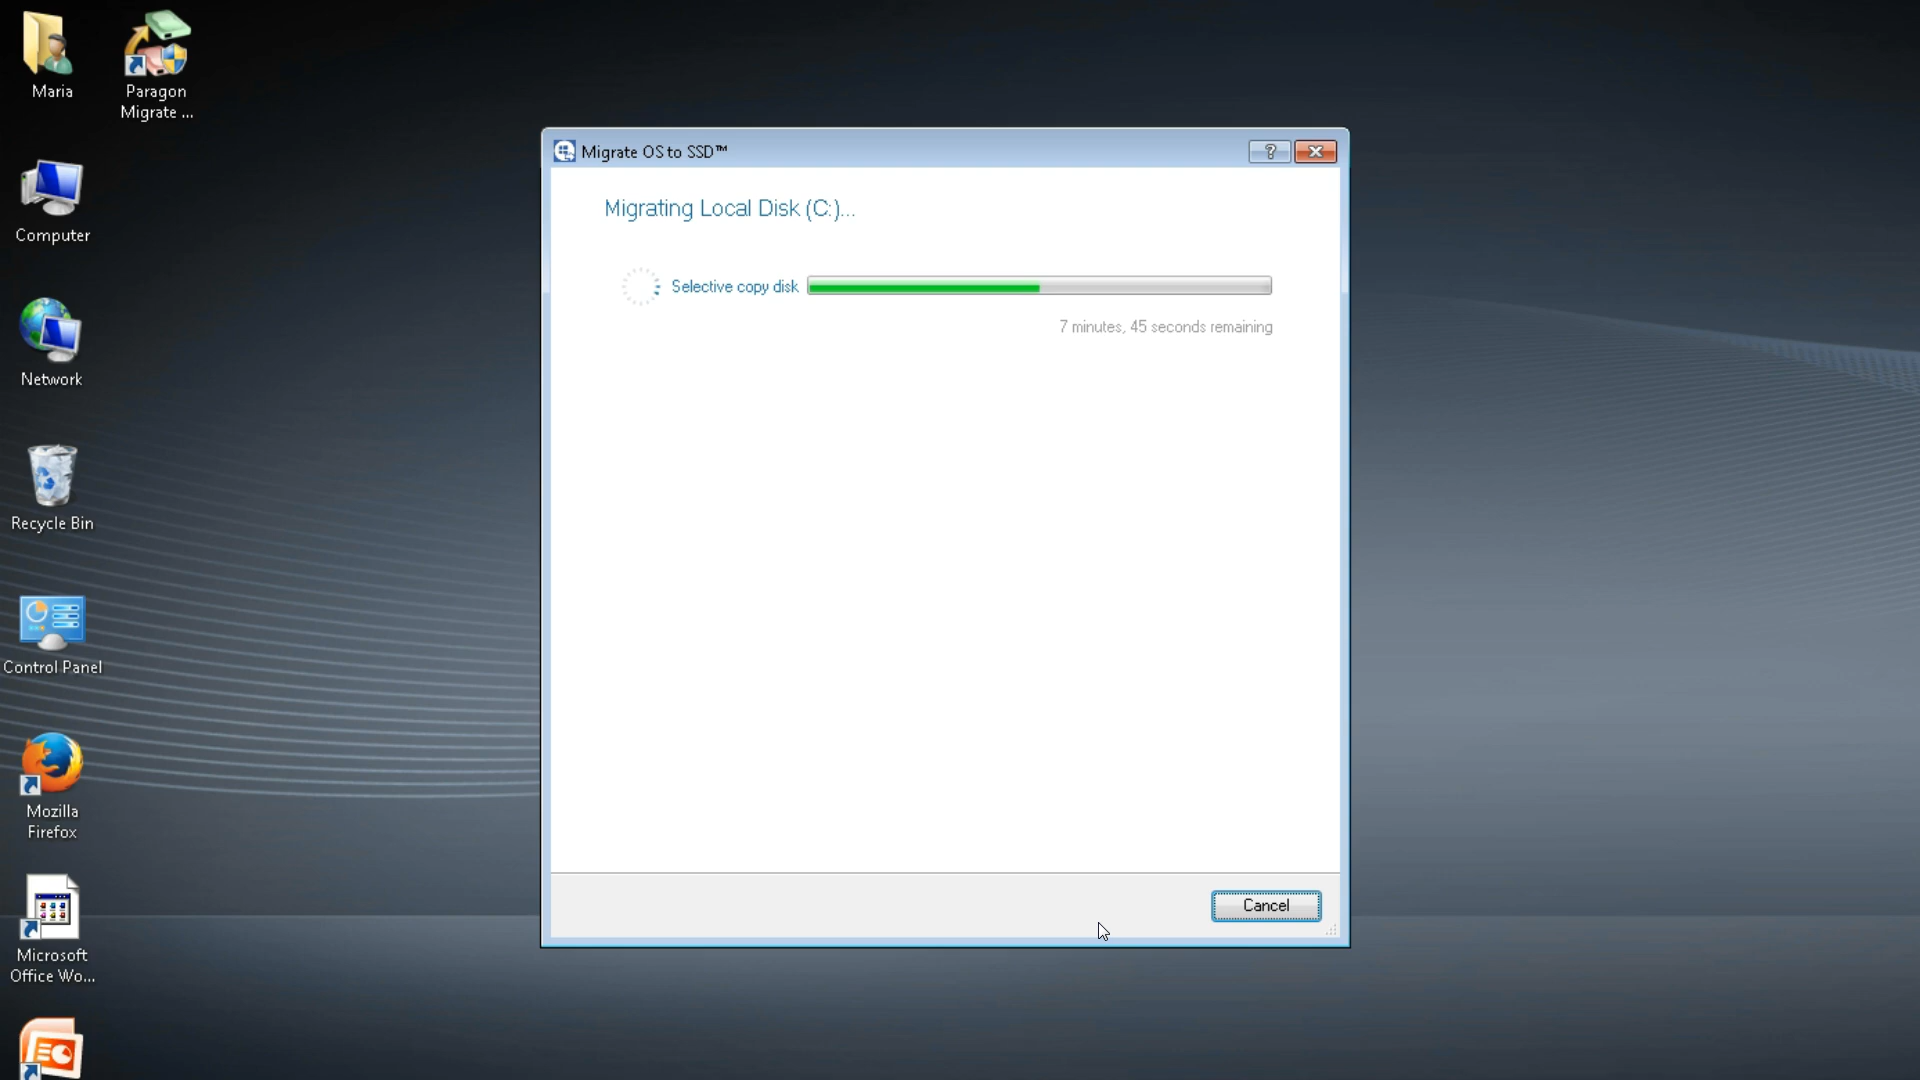 Maria
Paragon
Migrate ...
Computer
Network
Recycle Bin
Control Panel
Mozilla
Firefox
Microsoft
Office Wo...
Migrate OS to SSD™
?
Migrating Local Disk (C:)...
Selective copy disk
7 minutes, 45 seconds remaining
Cancel